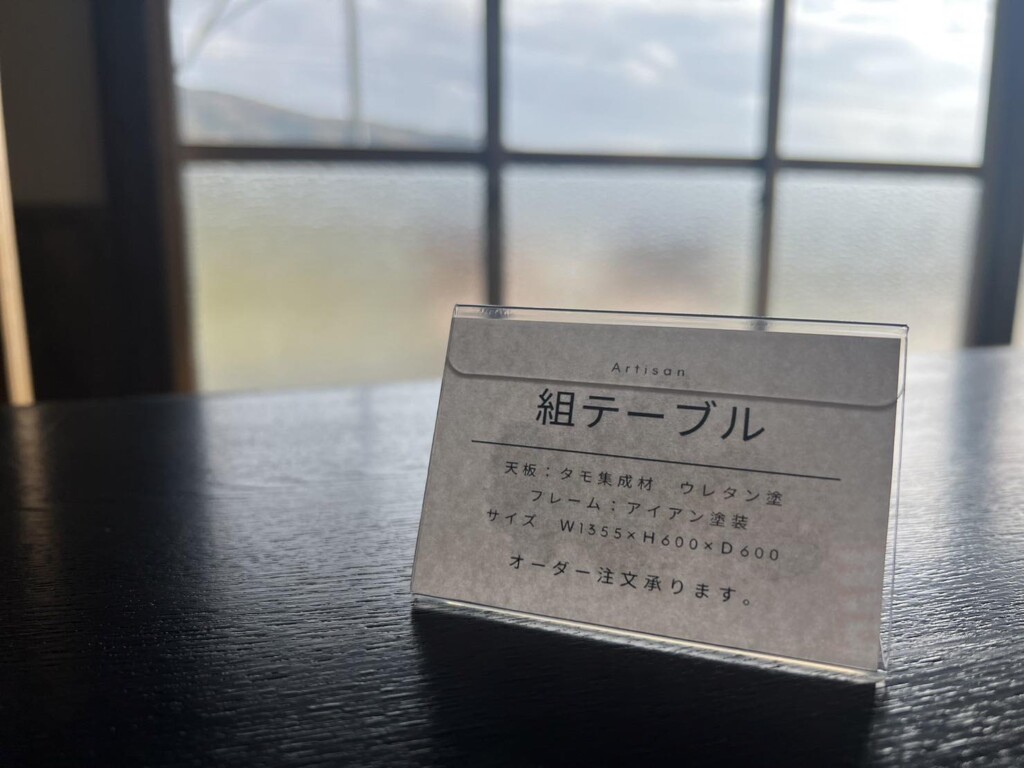 Artisan
組テーブル
天板：タモ集成材　ウレタン塗
フレーム：アイアン塗装
サイズ　W1355×H600×D600
オーダー注文承ります。